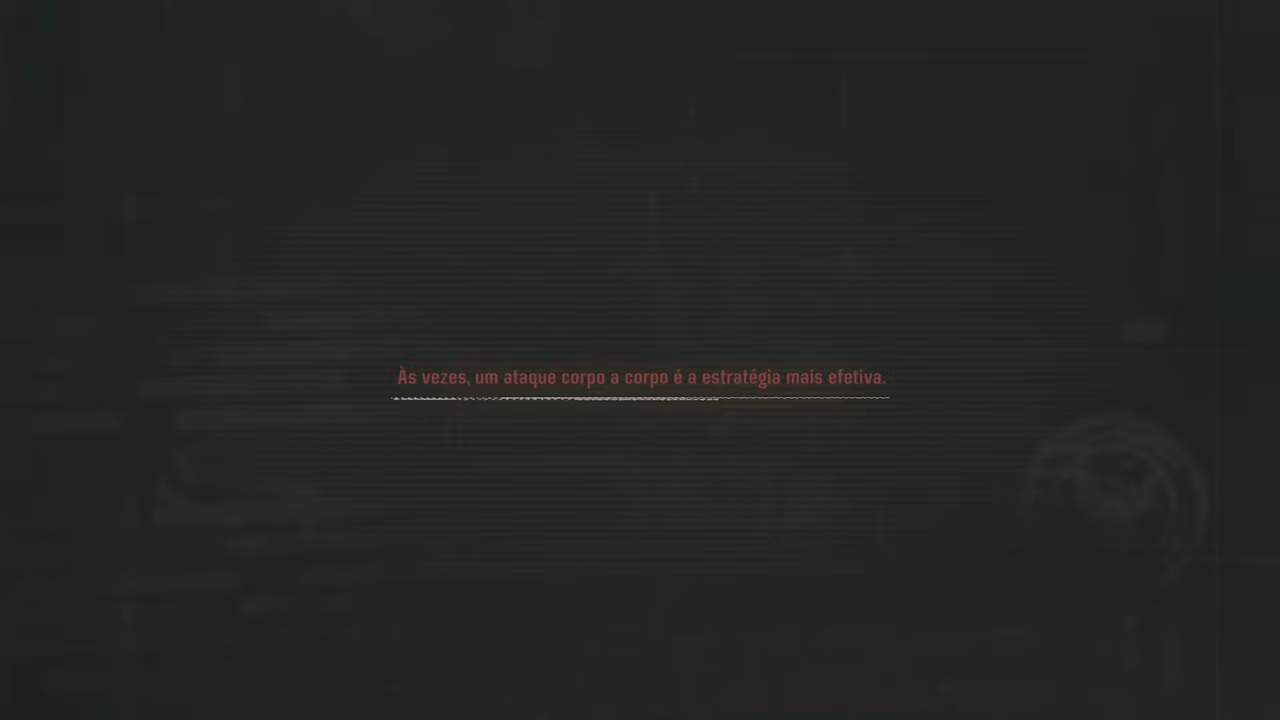 Às vezes, um ataque corpo a corpo é a estratégia mais efetiva.